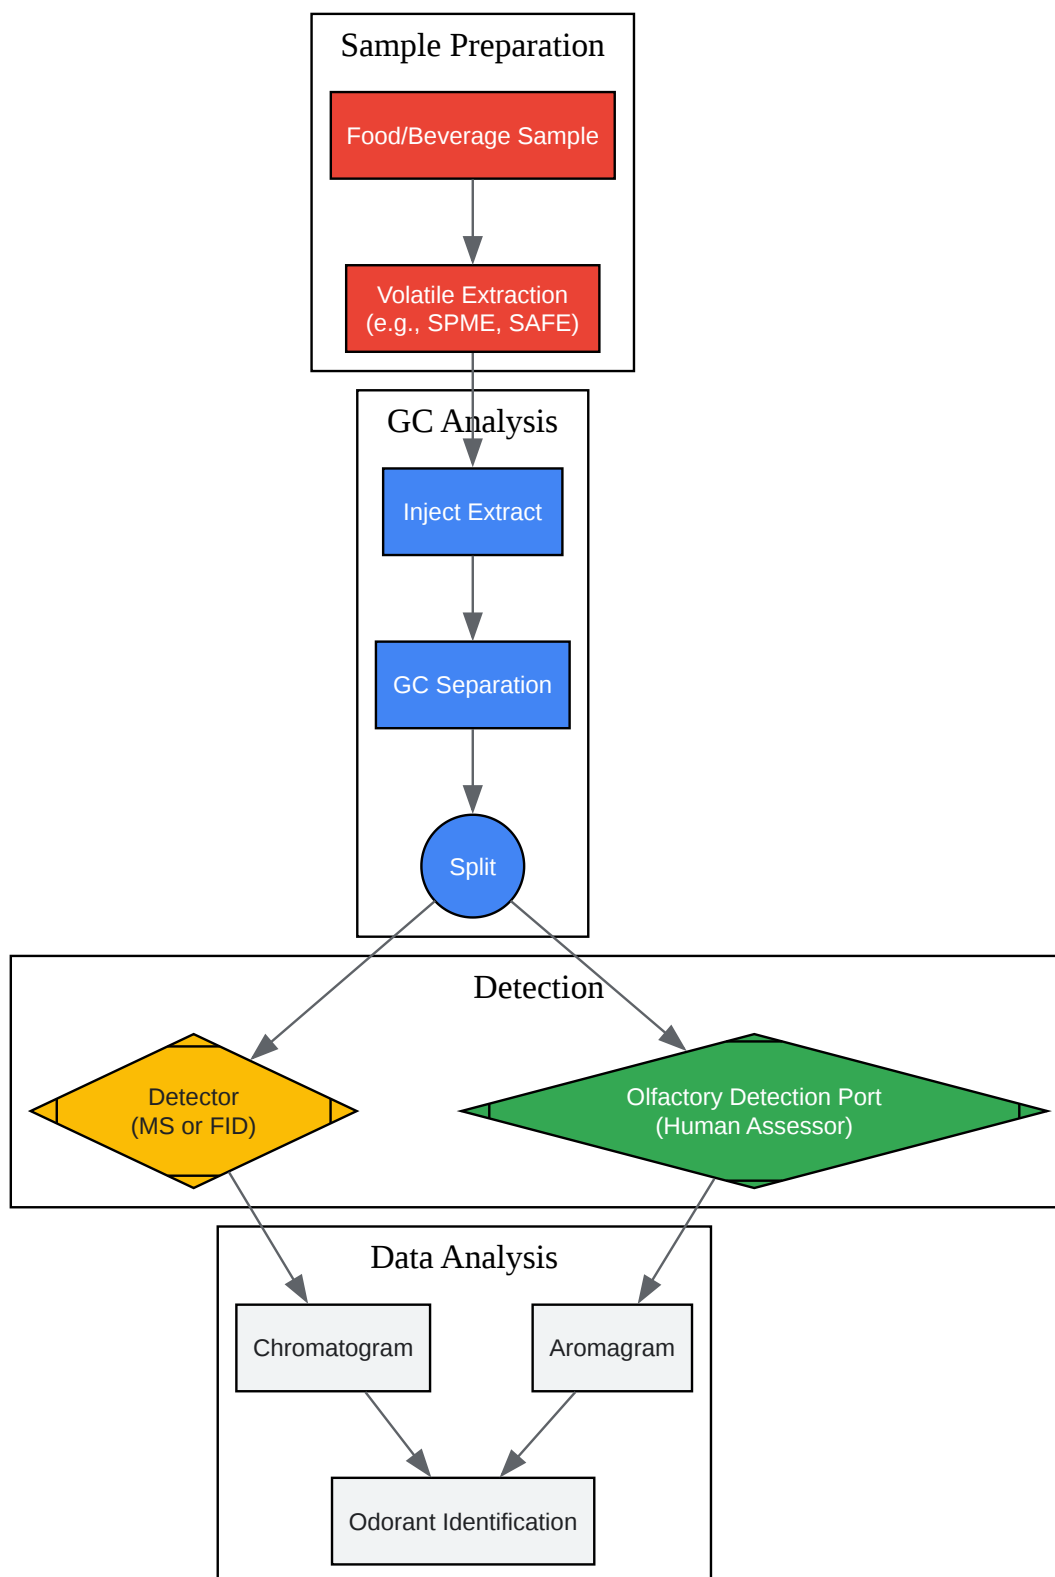 Sample Preparation
Food/Beverage Sample
Volatile Extraction
(e.g., SPME, SAFE)
GC Analysis
Inject Extract
GC Separation
Split
Detection
Detector
(MS or FID)
Olfactory Detection Port
(Human Assessor)
Data Analysis
Chromatogram
Aromagram
Odorant Identification